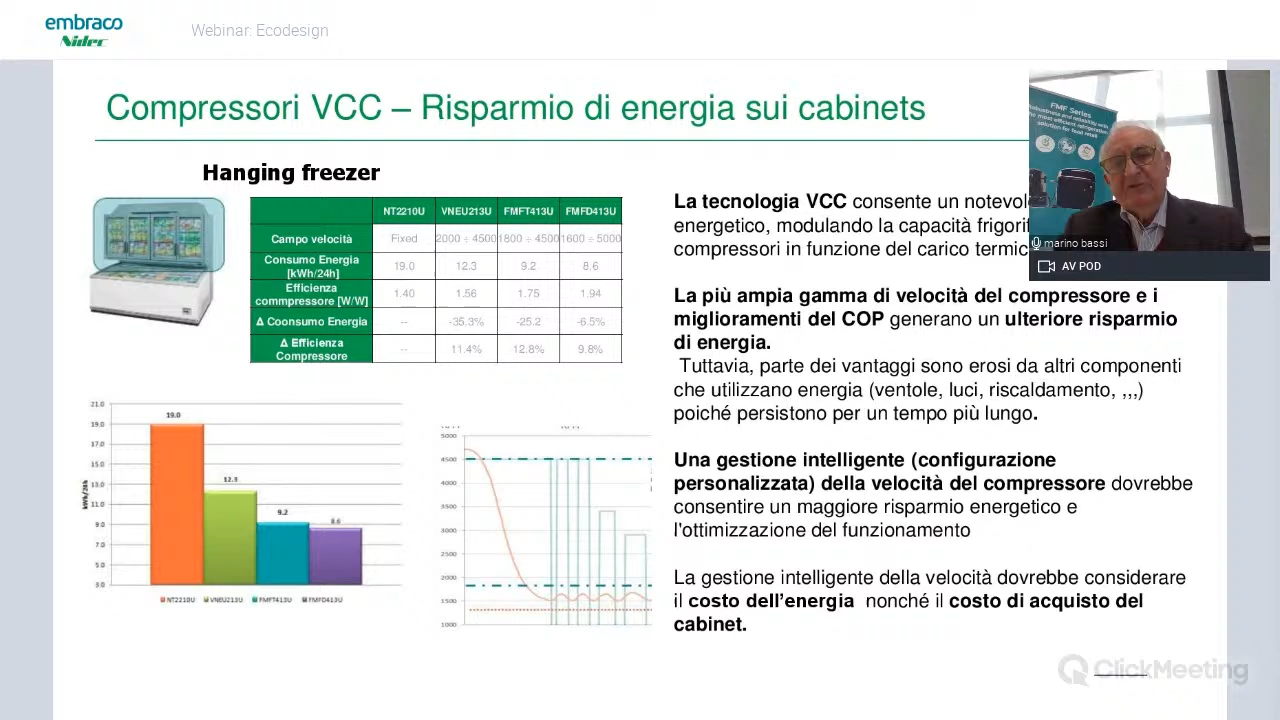 embraco
Nidec
Webinar: Ecodesign
Compressori VCC – Risparmio di energia sui cabinets
Hanging freezer
NT2210U VNEU213U FMFT413U FMFD413U
Campo velocità Fixed 2000 ÷ 4500 1800 ÷ 4500 1600 ÷ 5000
Consumo Energia [kWh/24h] 19.0 12.3 9.2 8.6
Efficienza commpressore [W/W] 1.40 1.56 1.75 1.94
Δ Coonsumo Energia -- -35.3% -25.2 -6.5%
Δ Efficienza Compressore -- 11.4% 12.8% 9.8%
21.0
19.0
17.0
15.0
13.0
11.0
9.0
7.0
5.0
3.0
kWh/24h
19.0
12.3
9.2
8.6
NT2210U VNEU213U FMFT413U FMFD413U
5000
4500
4000
3500
3000
2500
2000
1500
1000
La tecnologia VCC consente un notevol
energetico, modulando la capacità frigorif
compressori in funzione del carico termic
La più ampia gamma di velocità del compressore e i
miglioramenti del COP generano un ulteriore risparmio
di energia.
Tuttavia, parte dei vantaggi sono erosi da altri componenti
che utilizzano energia (ventole, luci, riscaldamento, ,,,)
poiché persistono per un tempo più lungo.
Una gestione intelligente (configurazione
personalizzata) della velocità del compressore dovrebbe
consentire un maggiore risparmio energetico e
l'ottimizzazione del funzionamento
La gestione intelligente della velocità dovrebbe considerare
il costo dell'energia nonché il costo di acquisto del
cabinet.
FMF Series
marino bassi
AV POD
ClickMeeting